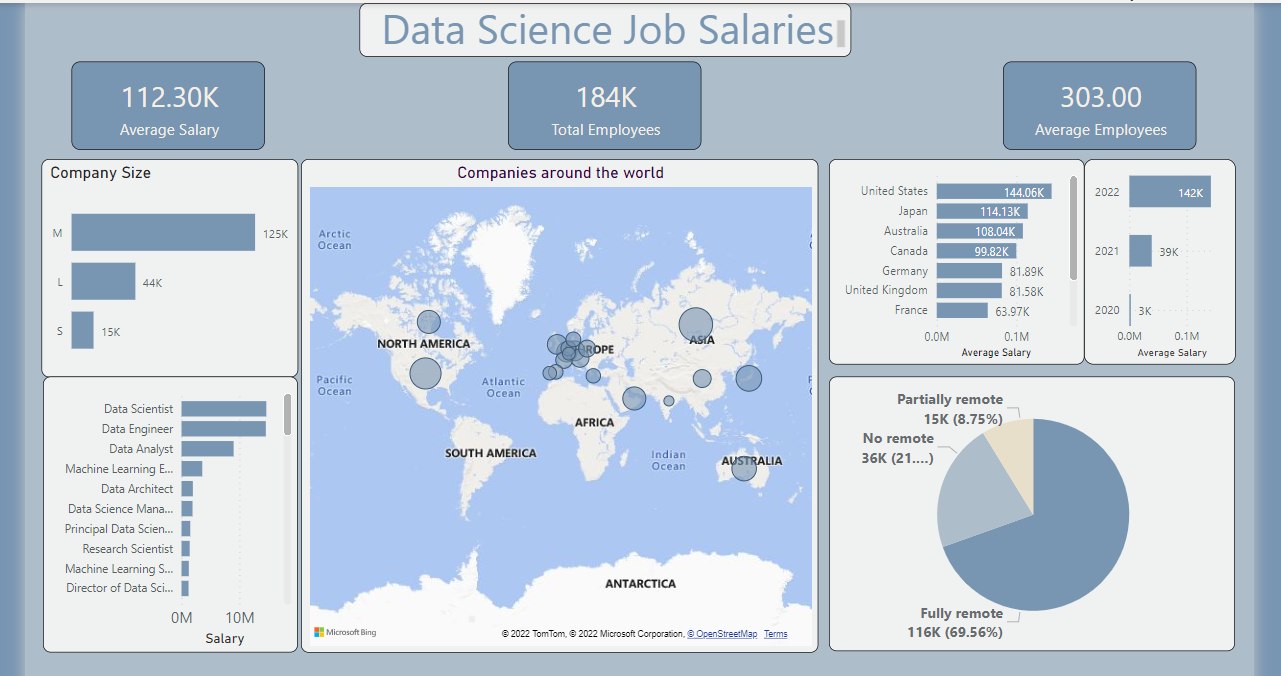 Data Science Job Salaries
112.30K
Average Salary
184K
Total Employees
303.00
Average Employees
Company Size
M
125K
L
44K
S
15K
Data Scientist
Data Engineer
Data Analyst
Machine Learning E...
Data Architect
Data Science Mana...
Principal Data Scien...
Research Scientist
Machine Learning S...
Director of Data Sci...
0M
10M
Salary
Companies around the world
Arctic
Ocean
NORTH AMERICA
EUROPE
ASIA
Pacific
Ocean
Atlantic
Ocean
AFRICA
SOUTH AMERICA
Indian
Ocean
AUSTRALIA
ANTARCTICA
Microsoft Bing
© 2022 TomTom, © 2022 Microsoft Corporation, © OpenStreetMap Terms
United States 144.06K
Japan 114.13K
Australia 108.04K
Canada 99.82K
Germany 81.89K
United Kingdom 81.58K
France 63.97K
0.0M 0.1M
Average Salary
2022 142K
2021 39K
2020 3K
0.0M 0.1M
Average Salary
Partially remote
15K (8.75%)
No remote
36K (21....)
Fully remote
116K (69.56%)